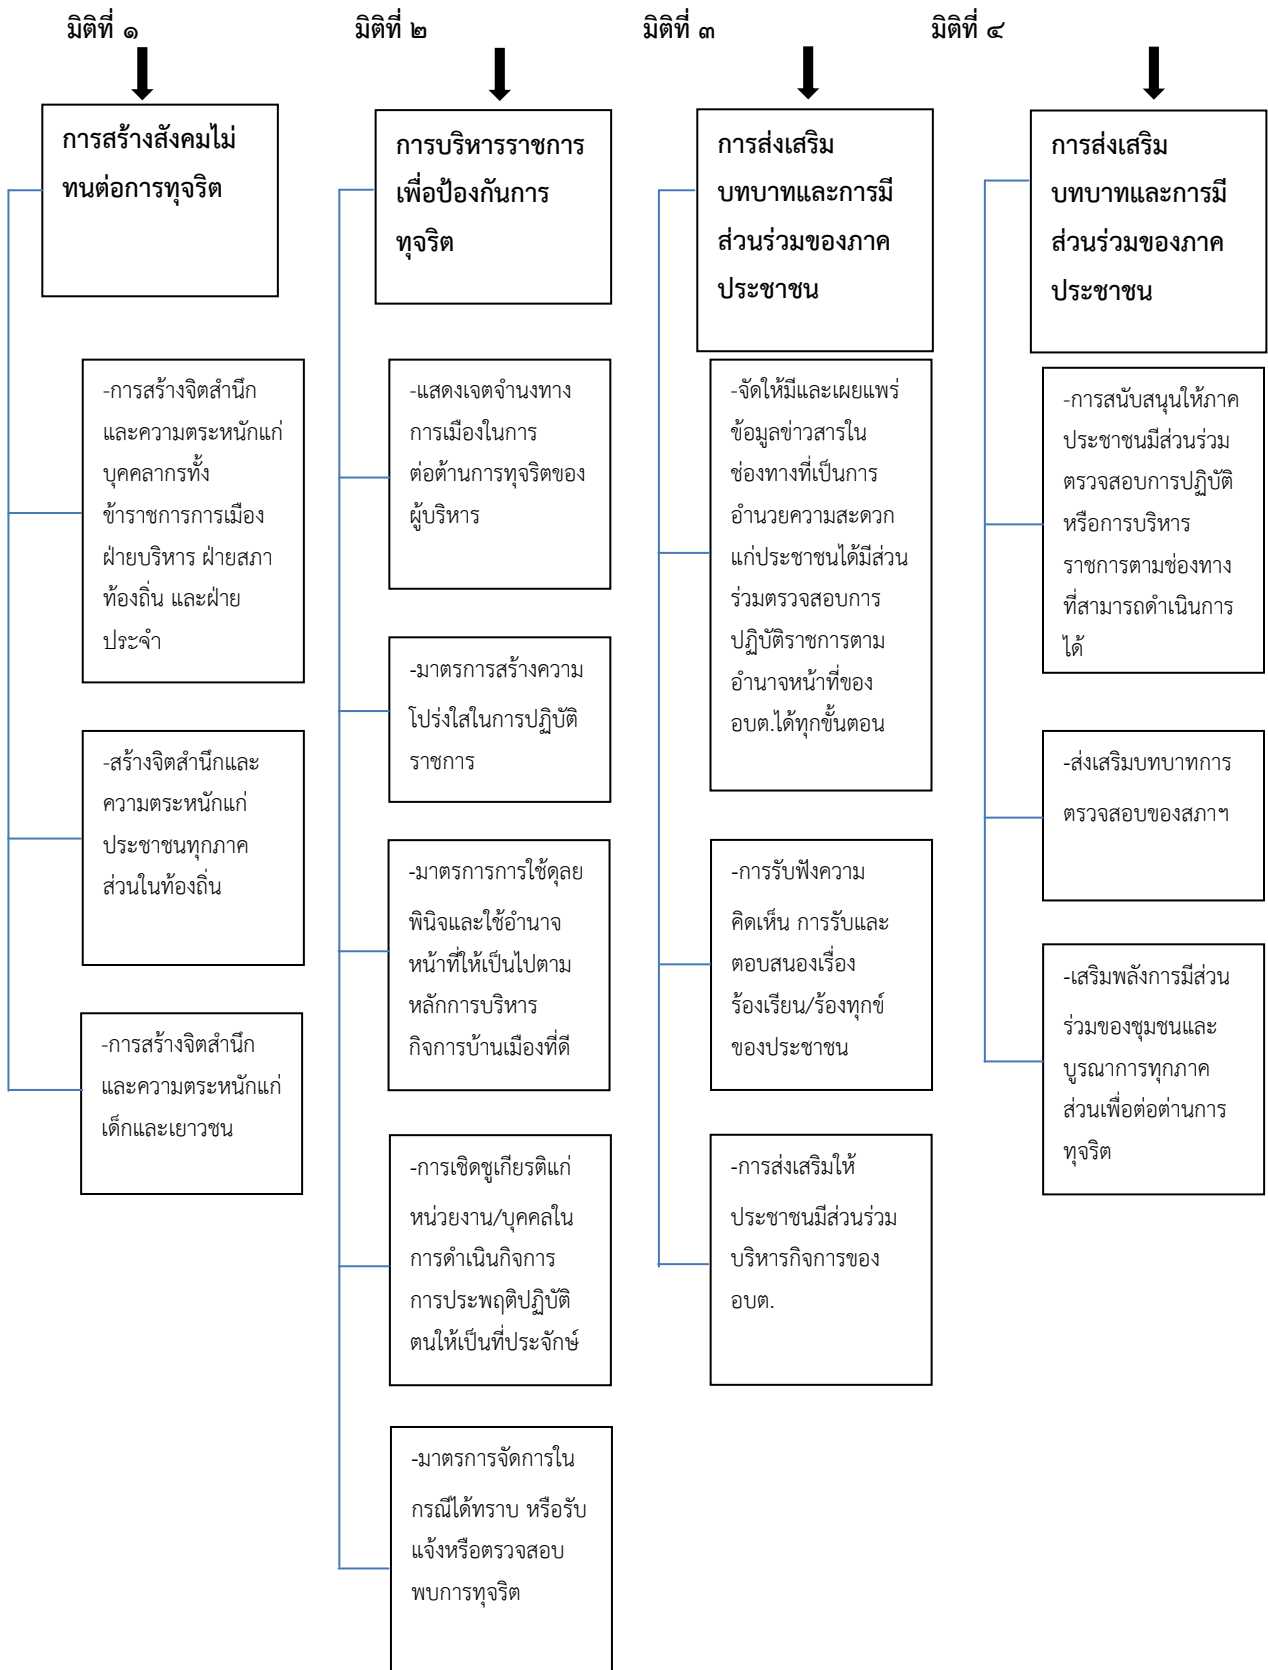 มิติที่ ๑
มิติที่ ๒
มิติที่ ๓
มิติที่ ๔
การสร้างสังคมไม่
ทนต่อการทุจริต
-การสร้างจิตสำนึก
และความตระหนักแก่
บุคคลากรทั้ง
ข้าราชการการเมือง
ฝ่ายบริหาร ฝ่ายสภา
ท้องถิ่น และฝ่าย
ประจำ
-สร้างจิตสำนึกและ
ความตระหนักแก่
ประชาชนทุกภาค
ส่วนในท้องถิ่น
-การสร้างจิตสำนึก
และความตระหนักแก่
เด็กและเยาวชน
การบริหารราชการ
เพื่อป้องกันการ
ทุจริต
-แสดงเจตจำนงทาง
การเมืองในการ
ต่อต้านการทุจริตของ
ผู้บริหาร
-มาตรการสร้างความ
โปร่งใสในการปฏิบัติ
ราชการ
-มาตรการการใช้ดุลย
พินิจและใช้อำนาจ
หน้าที่ให้เป็นไปตาม
หลักการบริหาร
กิจการบ้านเมืองที่ดี
-การเชิดชูเกียรติแก่
หน่วยงาน/บุคคลใน
การดำเนินกิจการ
การประพฤติปฏิบัติ
ตนให้เป็นที่ประจักษ์
-มาตรการจัดการใน
กรณีได้ทราบ หรือรับ
แจ้งหรือตรวจสอบ
พบการทุจริต
การส่งเสริม
บทบาทและการมี
ส่วนร่วมของภาค
ประชาชน
-จัดให้มีและเผยแพร่
ข้อมูลข่าวสารใน
ช่องทางที่เป็นการ
อำนวยความสะดวก
แก่ประชาชนได้มีส่วน
ร่วมตรวจสอบการ
ปฏิบัติราชการตาม
อำนาจหน้าที่ของ
อบต.ได้ทุกขั้นตอน
-การรับฟังความ
คิดเห็น การรับและ
ตอบสนองเรื่อง
ร้องเรียน/ร้องทุกข์
ของประชาชน
-การส่งเสริมให้
ประชาชนมีส่วนร่วม
บริหารกิจการของ
อบต.
การส่งเสริม
บทบาทและการมี
ส่วนร่วมของภาค
ประชาชน
-การสนับสนุนให้ภาค
ประชาชนมีส่วนร่วม
ตรวจสอบการปฏิบัติ
หรือการบริหาร
ราชการตามช่องทาง
ที่สามารถดำเนินการ
ได้
-ส่งเสริมบทบาทการ
ตรวจสอบของสภาฯ
-เสริมพลังการมีส่วน
ร่วมของชุมชนและ
บูรณาการทุกภาค
ส่วนเพื่อต่อต่านการ
ทุจริต